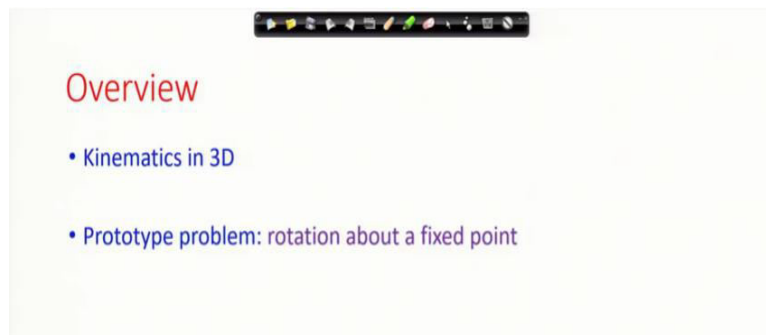 Overview
• Kinematics in 3D
• Prototype problem: rotation about a fixed point